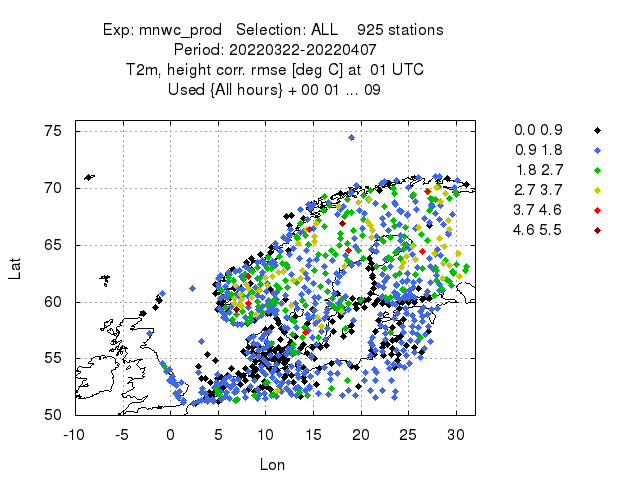 Exp: mnwc_prod   Selection: ALL    925 stations
Period: 20220322-20220407
T2m, height corr. rmse [deg C] at  01 UTC
Used {All hours} + 00 01 ... 09
0.0 0.9
0.9 1.8
1.8 2.7
2.7 3.7
3.7 4.6
4.6 5.5
75
70
65
60
55
50
Lat
-10 -5 0 5 10 15 20 25 30
Lon